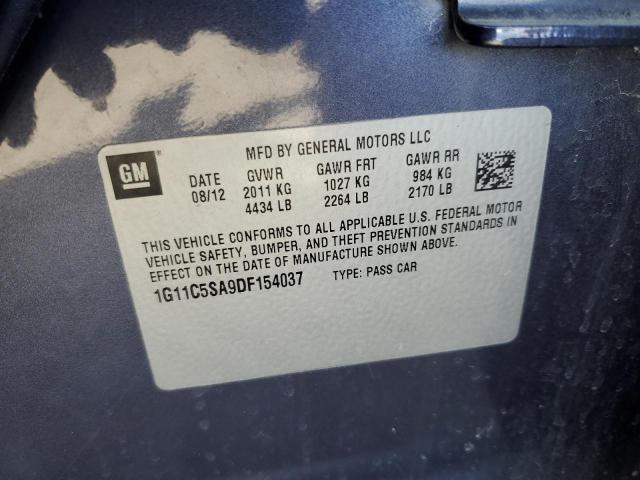 MFD BY GENERAL MOTORS LLC
GM
DATE GVWR GAWR FRT GAWR RR
08/12 2011 KG 1027 KG 984 KG
4434 LB 2264 LB 2170 LB
THIS VEHICLE CONFORMS TO ALL APPLICABLE U.S. FEDERAL MOTOR
VEHICLE SAFETY, BUMPER, AND THEFT PREVENTION STANDARDS IN
EFFECT ON THE DATE OF MANUFACTURE SHOWN ABOVE.
1G11C5SA9DF154037 TYPE: PASS CAR